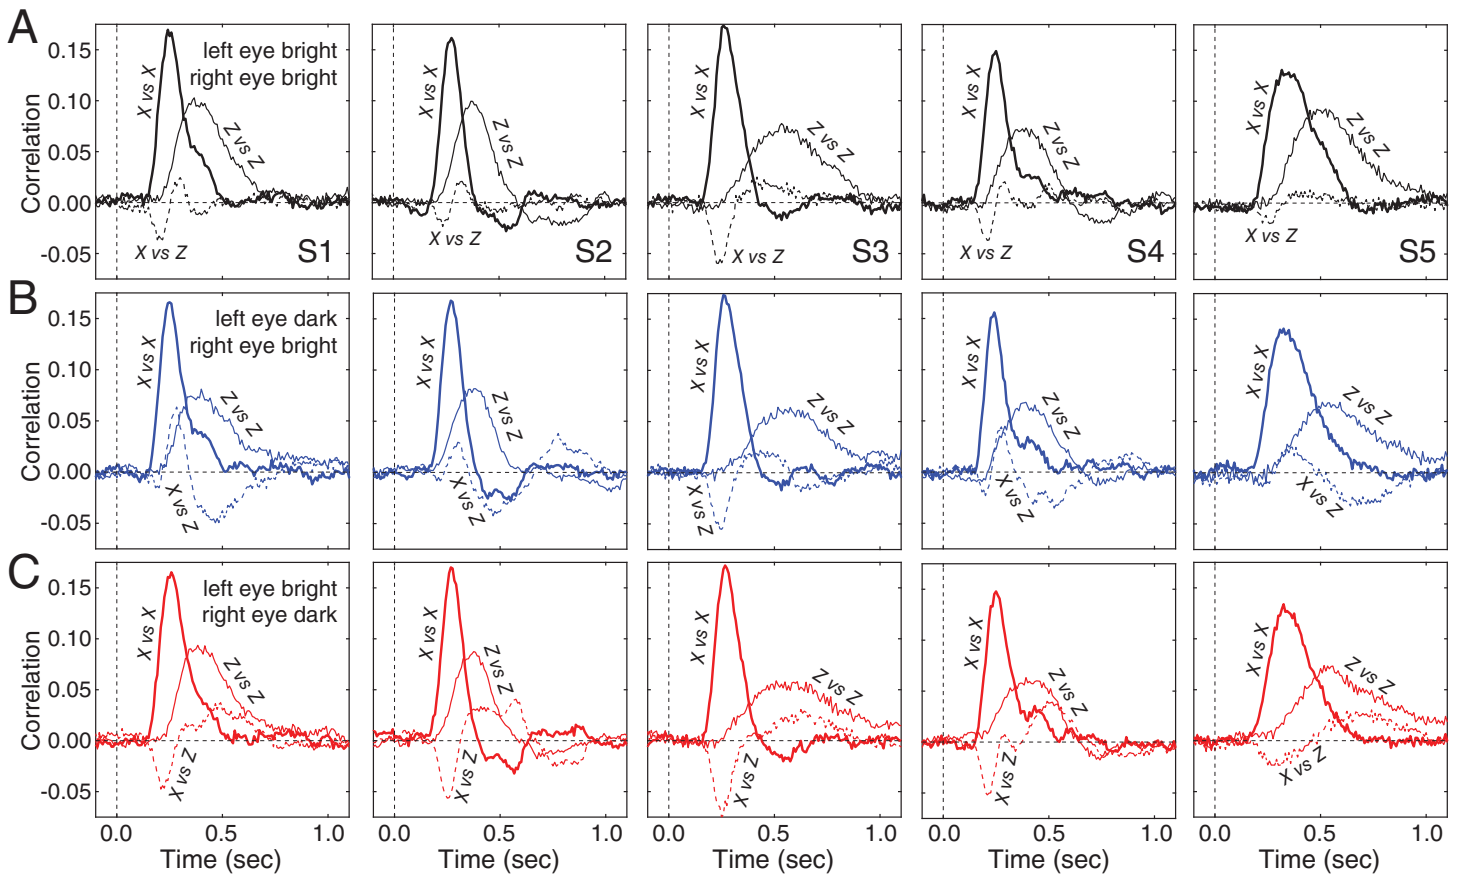 A
left eye bright
right eye bright
Correlation
0.15
0.10
0.05
0.00
-0.05
X vs X
Z vs Z
X vs Z
S1
X vs X
Z vs Z
X vs Z
S2
X vs X
Z vs Z
X vs Z
S3
X vs X
Z vs Z
X vs Z
S4
X vs X
Z vs Z
X vs Z
S5
B
left eye dark
right eye bright
Correlation
0.15
0.10
0.05
0.00
-0.05
X vs X
Z vs Z
X vs Z
X vs X
Z vs Z
X vs Z
X vs X
Z vs Z
X vs Z
X vs X
Z vs Z
X vs Z
X vs X
Z vs Z
X vs Z
C
left eye bright
right eye dark
Correlation
0.15
0.10
0.05
0.00
-0.05
X vs X
Z vs Z
X vs Z
X vs X
Z vs Z
X vs Z
X vs X
Z vs Z
X vs Z
X vs X
Z vs Z
X vs Z
X vs X
Z vs Z
X vs Z
0.0 0.5 1.0
Time (sec)
0.0 0.5 1.0
Time (sec)
0.0 0.5 1.0
Time (sec)
0.0 0.5 1.0
Time (sec)
0.0 0.5 1.0
Time (sec)